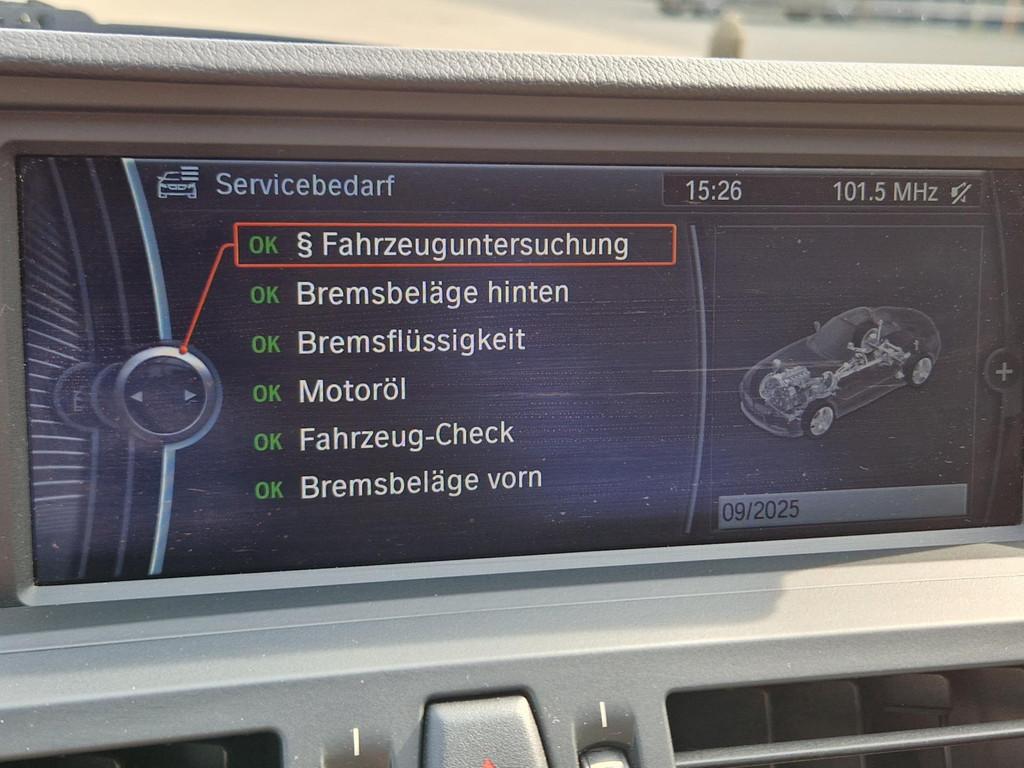 Servicebedarf
15:26
101.5 MHz
OK § Fahrzeuguntersuchung
OK Bremsbeläge hinten
OK Bremsflüssigkeit
OK Motoröl
OK Fahrzeug-Check
OK Bremsbeläge vorn
09/2025